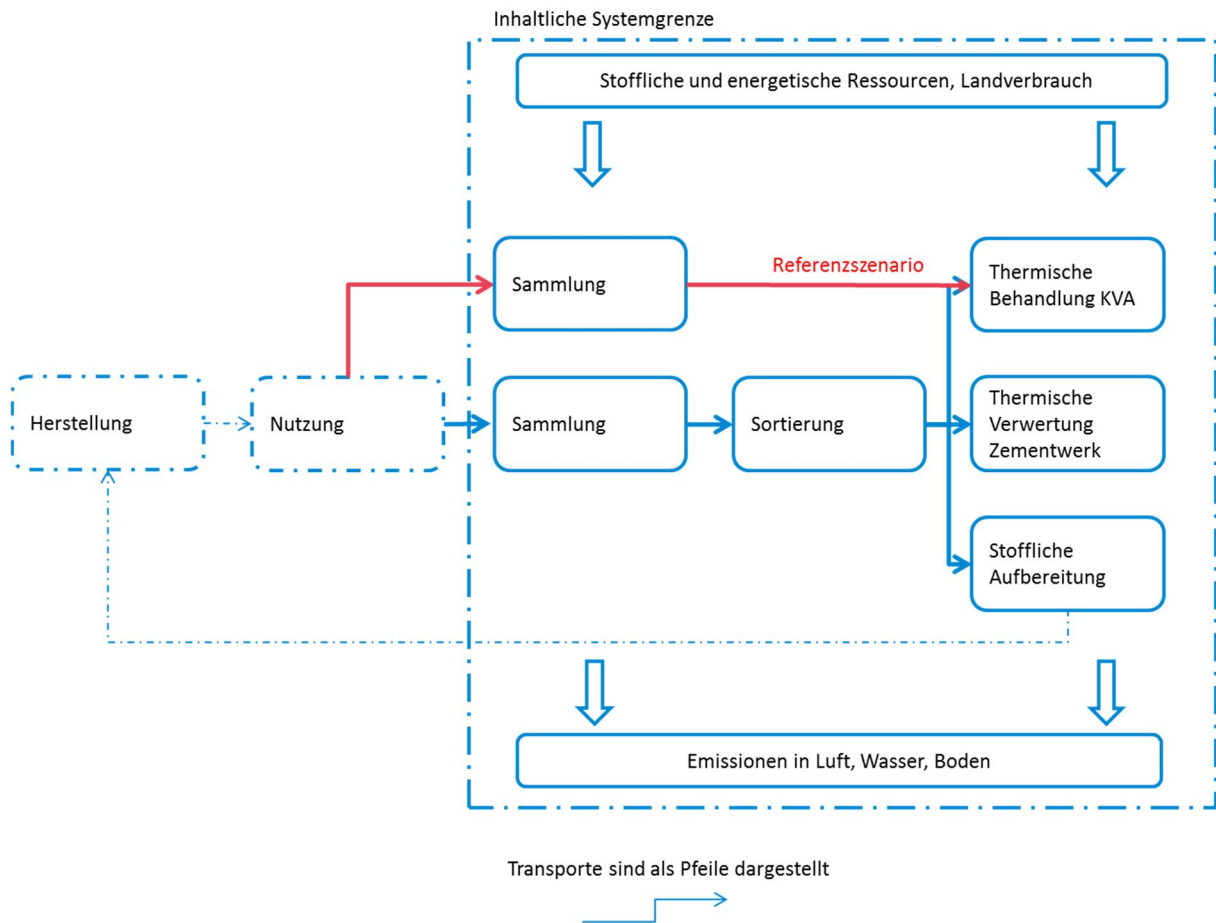 Inhaltliche Systemgrenze
Stoffliche und energetische Ressourcen, Landverbrauch
Sammlung
Referenzszenario
Thermische
Behandlung KVA
Herstellung
Nutzung
Sammlung
Sortierung
Thermische
Verwertung
Zementwerk
Stoffliche
Aufbereitung
Emissionen in Luft, Wasser, Boden
Transporte sind als Pfeile dargestellt